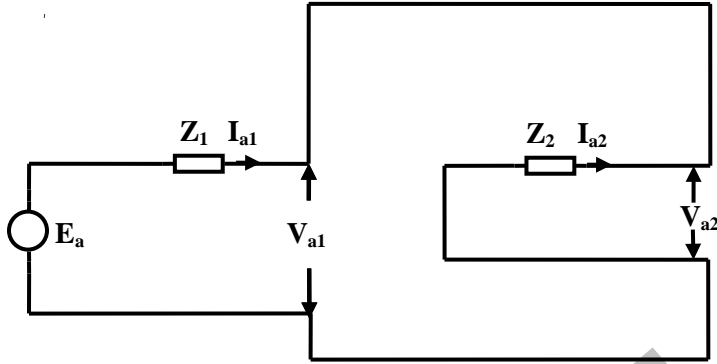 Z₁ Iₐ₁
Z₂ Iₐ₂
Eₐ
Vₐ₁
Vₐ₂